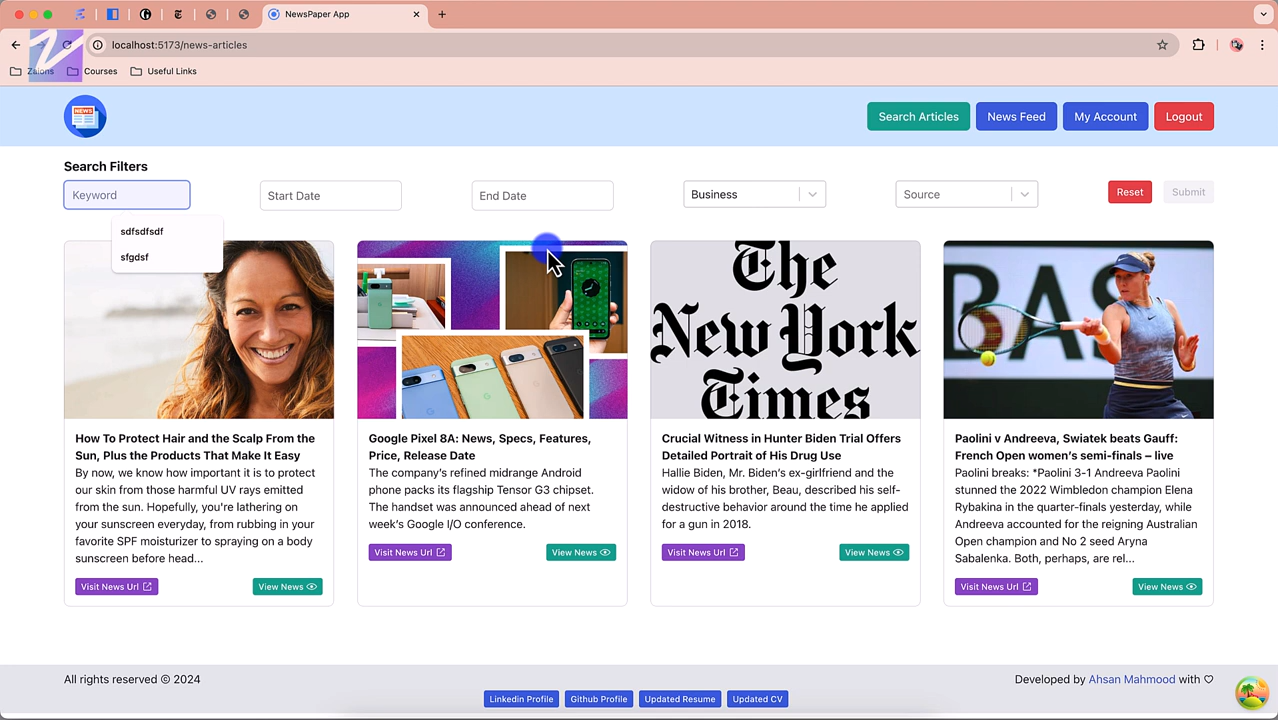 NewsPaper App
localhost:5173/news-articles
Zaions
Courses
Useful Links
NEWS
Search Articles
News Feed
My Account
Logout
Search Filters
Keyword
Start Date
End Date
Business
Source
Reset
Submit
sdfsdfsdf
sfgdsf
The
New York
Times
BAS
How To Protect Hair and the Scalp From the
Sun, Plus the Products That Make It Easy
By now, we know how important it is to protect
our skin from those harmful UV rays emitted
from the sun. Hopefully, you're lathering on
your sunscreen everyday, from rubbing in your
favorite SPF moisturizer to spraying on a body
sunscreen before head...
Visit News Url
View News
Google Pixel 8A: News, Specs, Features,
Price, Release Date
The company's refined midrange Android
phone packs its flagship Tensor G3 chipset.
The handset was announced ahead of next
week's Google I/O conference.
Visit News Url
View News
Crucial Witness in Hunter Biden Trial Offers
Detailed Portrait of His Drug Use
Hallie Biden, Mr. Biden's ex-girlfriend and the
widow of his brother, Beau, described his self-
destructive behavior around the time he applied
for a gun in 2018.
Visit News Url
View News
Paolini v Andreeva, Swiatek beats Gauff:
French Open women's semi-finals – live
Paolini breaks: *Paolini 3-1 Andreeva Paolini
stunned the 2022 Wimbledon champion Elena
Rybakina in the quarter-finals yesterday, while
Andreeva accounted for the reigning Australian
Open champion and No 2 seed Aryna
Sabalenka. Both, perhaps, are rel...
Visit News Url
View News
All rights reserved © 2024
Developed by Ahsan Mahmood with ♡
Linkedin Profile
Github Profile
Updated Resume
Updated CV